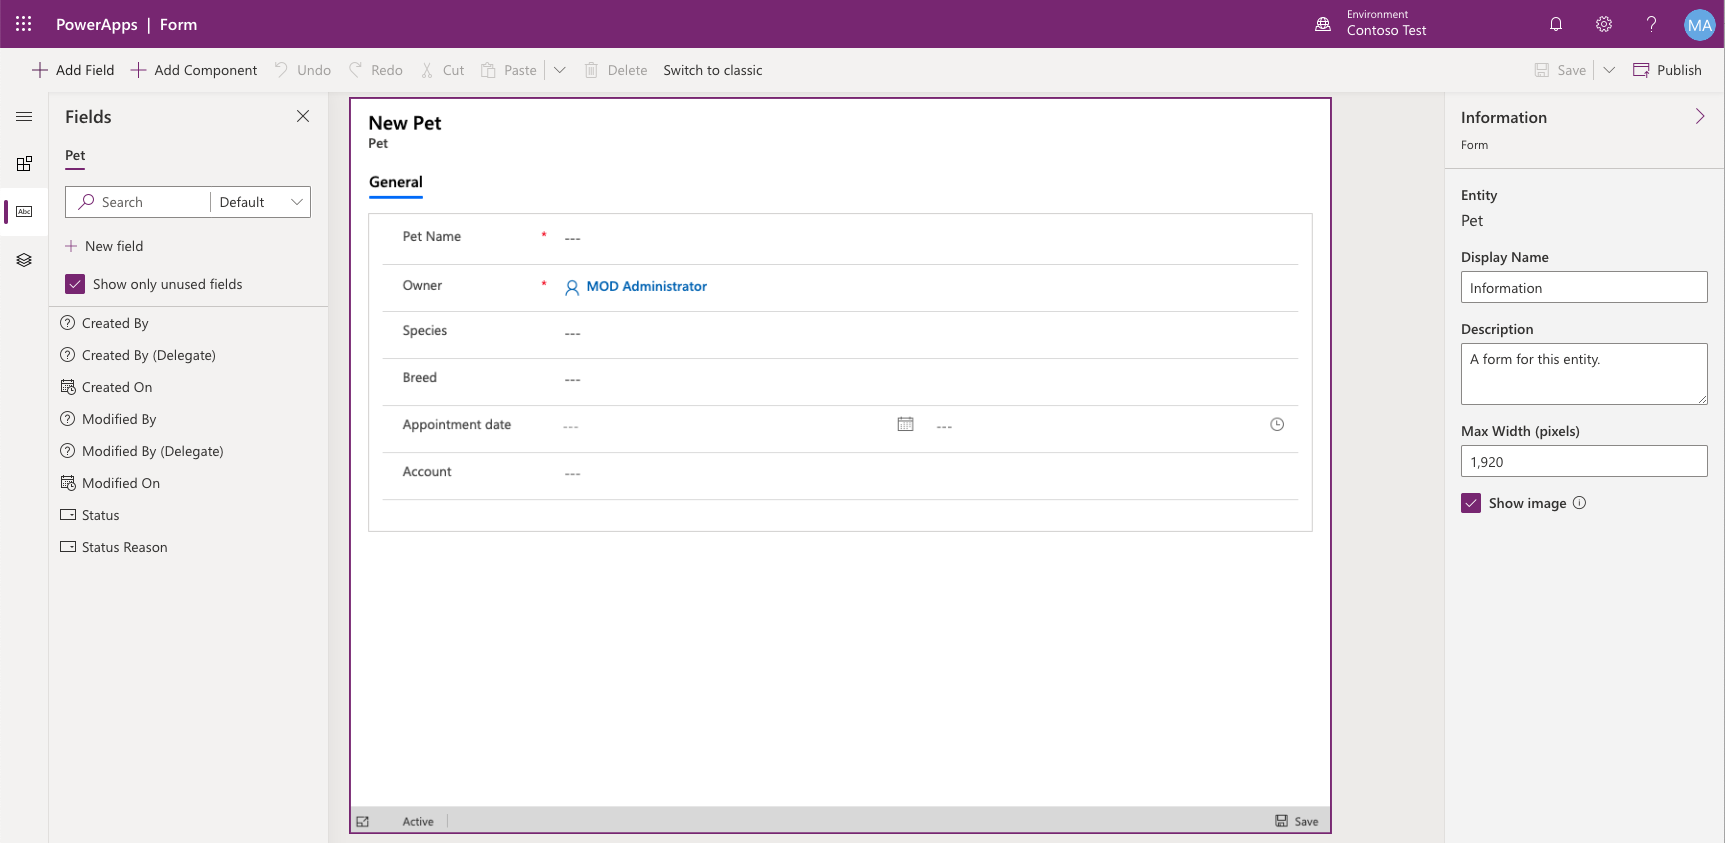 PowerApps | Form
Environment
Contoso Test
MA
Add Field
Add Component
Undo
Redo
Cut
Paste
Delete
Switch to classic
Save
Publish
Fields
Pet
Search
Default
New field
Show only unused fields
Created By
Created By (Delegate)
Created On
Modified By
Modified By (Delegate)
Modified On
Status
Status Reason
New Pet
Pet
General
Pet Name * ---
Owner * MOD Administrator
Species ---
Breed ---
Appointment date --- ---
Account ---
Active
Save
Information
Form
Entity
Pet
Display Name
Information
Description
A form for this entity.
Max Width (pixels)
1,920
Show image
Abc